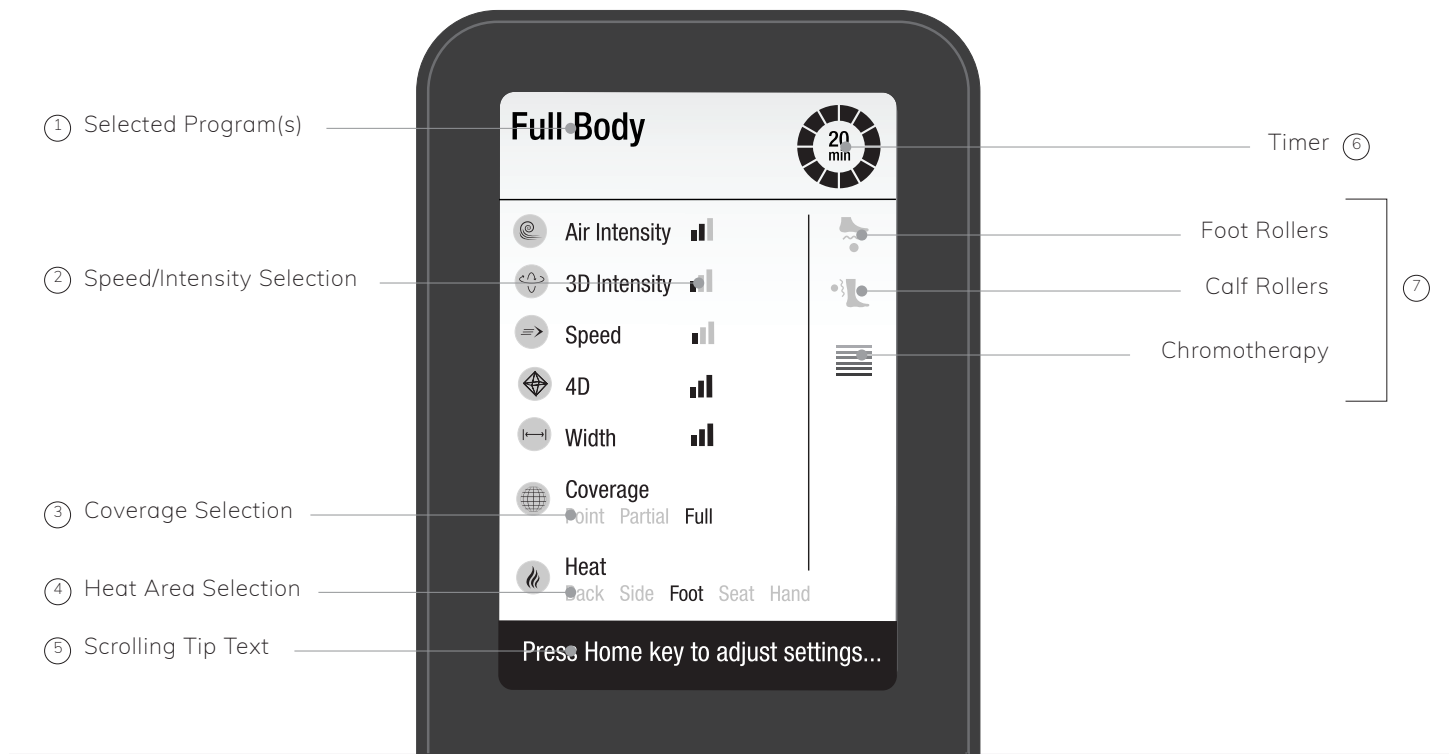 1 Selected Program(s)
2 Speed/Intensity Selection
3 Coverage Selection
4 Heat Area Selection
5 Scrolling Tip Text
Full Body
20
min
Air Intensity
3D Intensity
Speed
4D
Width
Coverage
Point Partial Full
Heat
Back Side Foot Seat Hand
Press Home key to adjust settings...
Timer 6
Foot Rollers
Calf Rollers
7
Chromotherapy